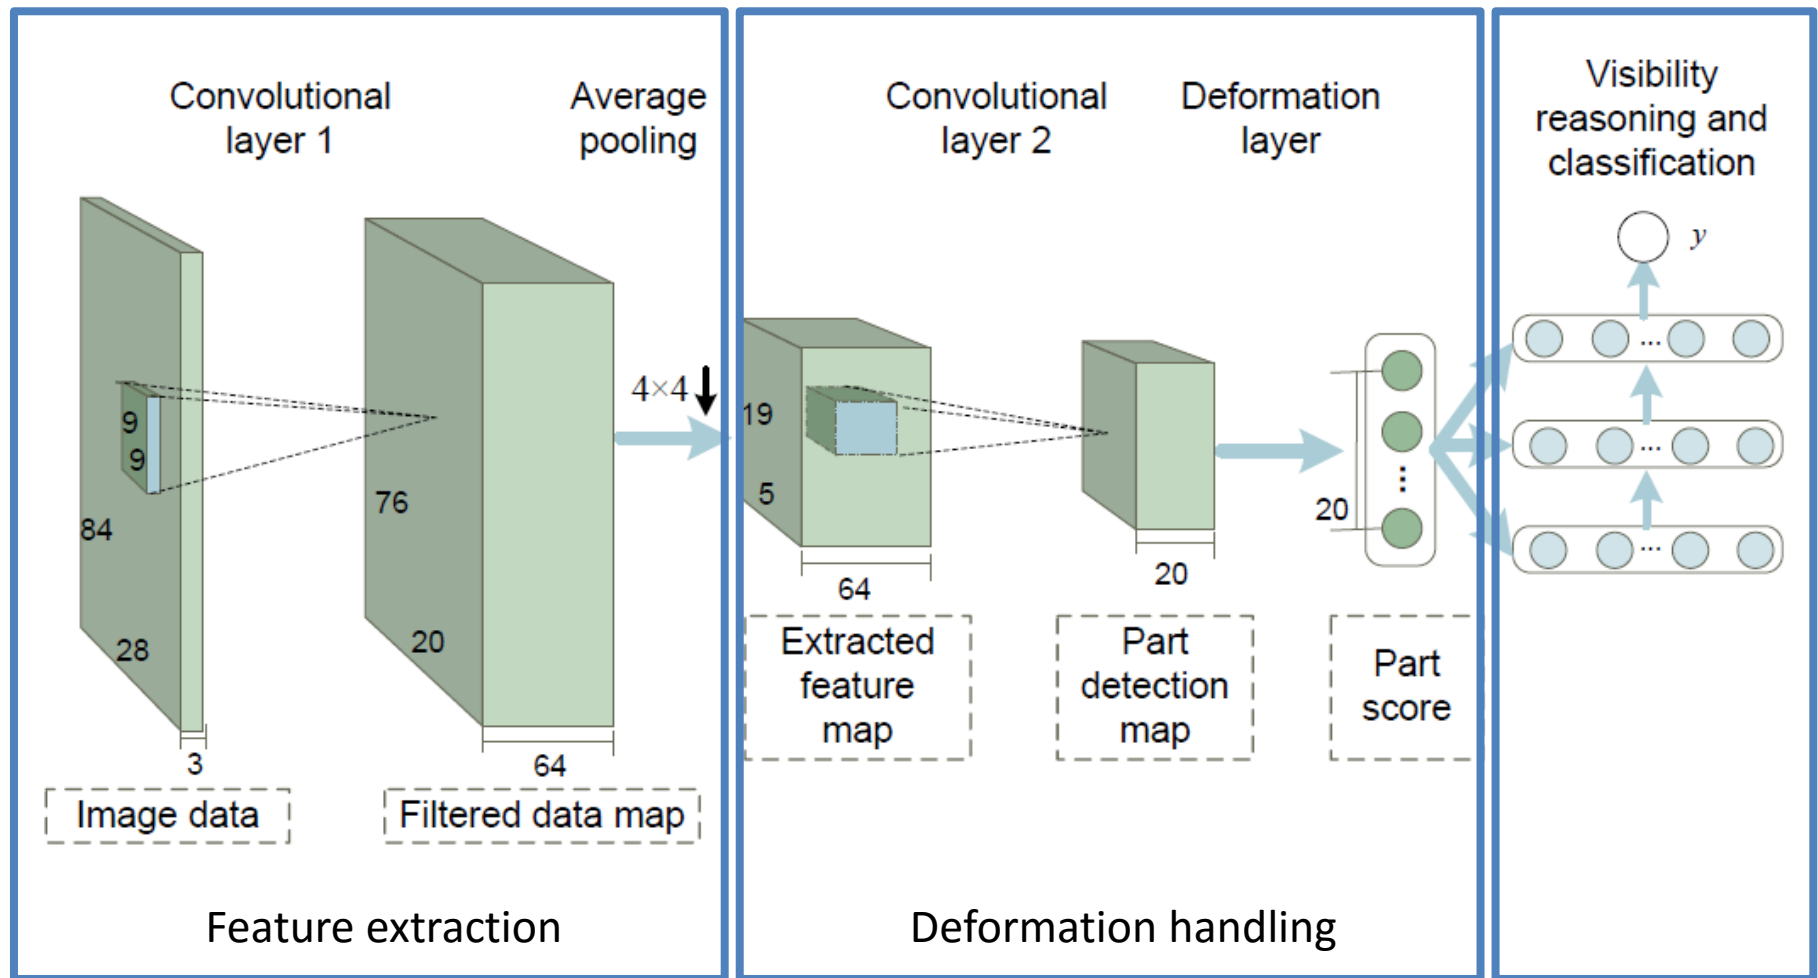 Convolutional
layer 1
Average
pooling
9
9
84
28
3
Image data
76
20
64
Filtered data map
4×4
Feature extraction
Convolutional
layer 2
Deformation
layer
19
5
64
Extracted
feature
map
20
Part
detection
map
20
...
Part
score
Deformation handling
Visibility
reasoning and
classification
y
...
...
...